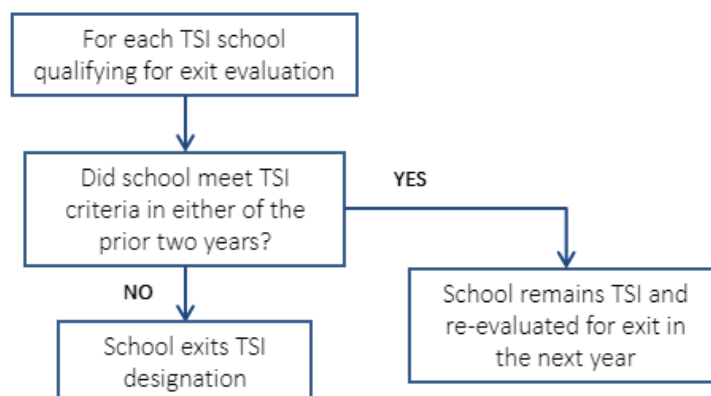 For each TSI school
qualifying for exit evaluation
Did school meet TSI
criteria in either of the
prior two years?
YES
NO
School remains TSI and
re-evaluated for exit in
the next year
School exits TSI
designation